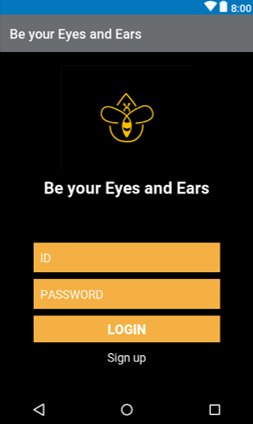 8:00
Be your Eyes and Ears
Be your Eyes and Ears
ID
PASSWORD
LOGIN
Sign up